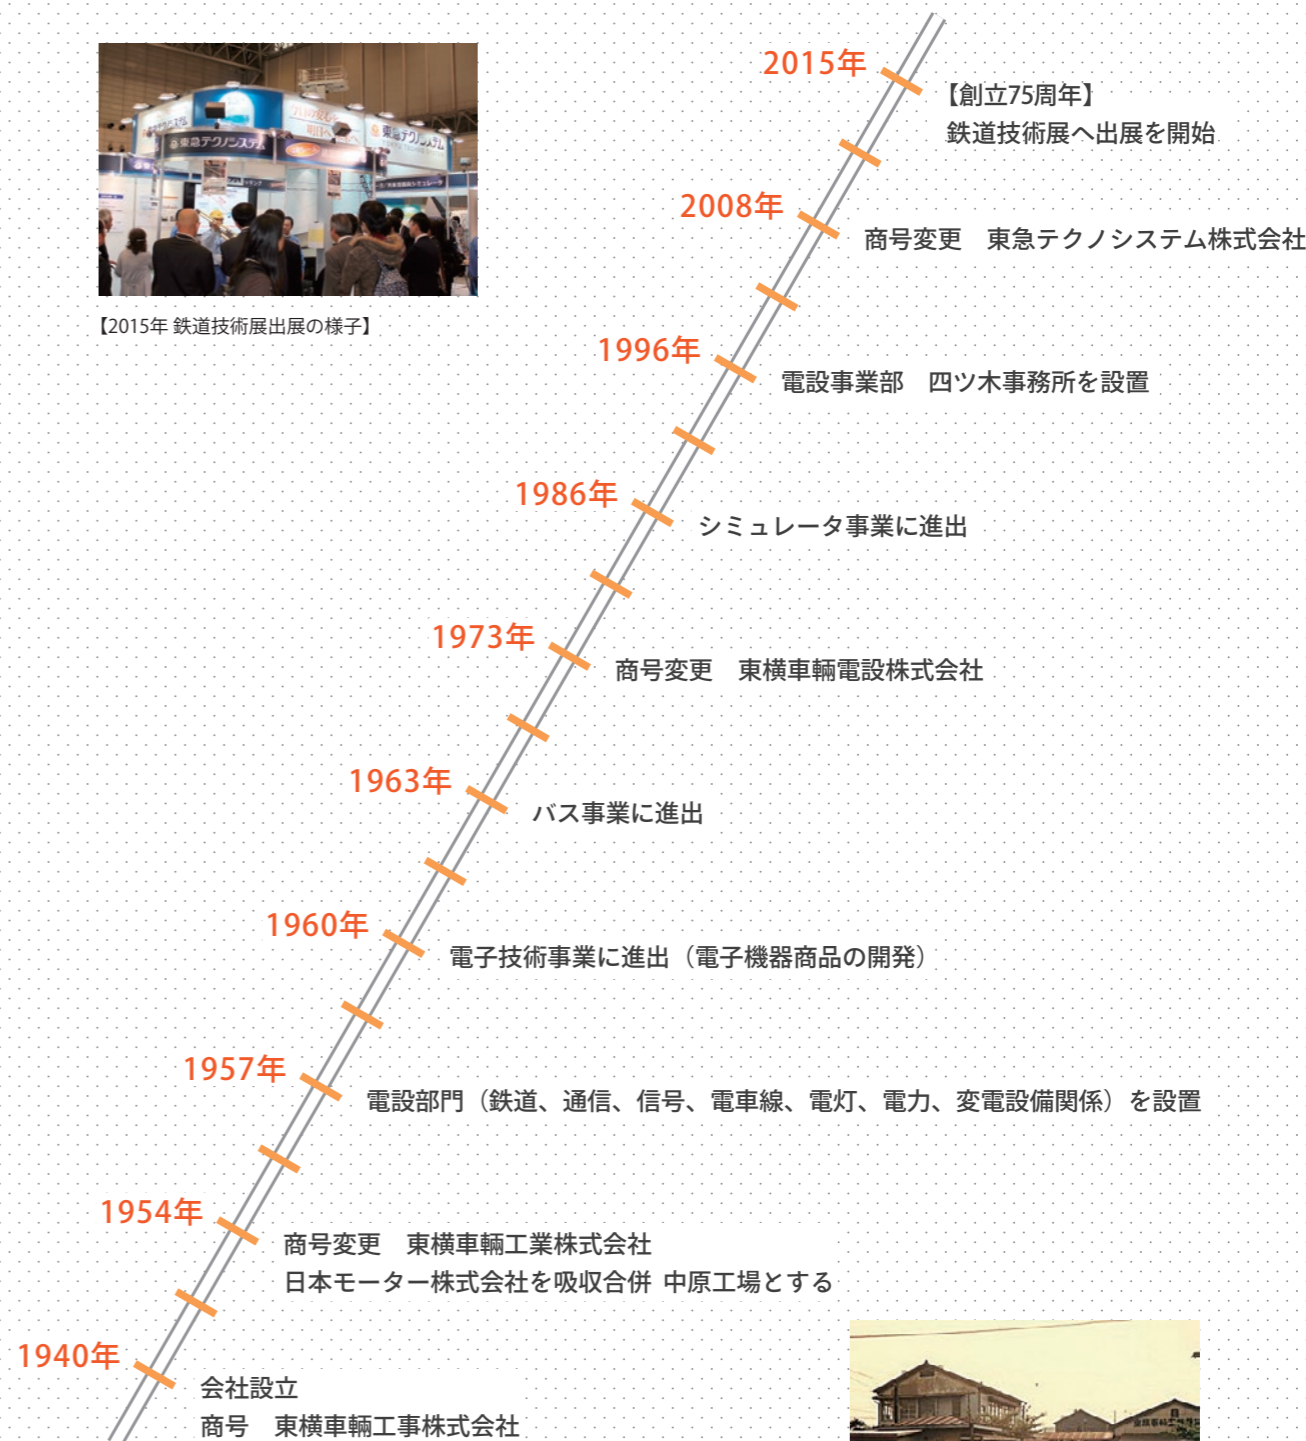 東急テクノシステム
東急テクノシステム
【2015年 鉄道技術展出展の様子】
2015年
【創立75周年】
鉄道技術展へ出展を開始
2008年
商号変更　東急テクノシステム株式会社
1996年
電設事業部　四ツ木事務所を設置
1986年
シミュレータ事業に進出
1973年
商号変更　東横車輛電設株式会社
1963年
バス事業に進出
1960年
電子技術事業に進出（電子機器商品の開発）
1957年
電設部門（鉄道、通信、信号、電車線、電灯、電力、変電設備関係）を設置
1954年
商号変更　東横車輛工業株式会社
日本モーター株式会社を吸収合併 中原工場とする
1940年
会社設立
商号　東横車輛工事株式会社